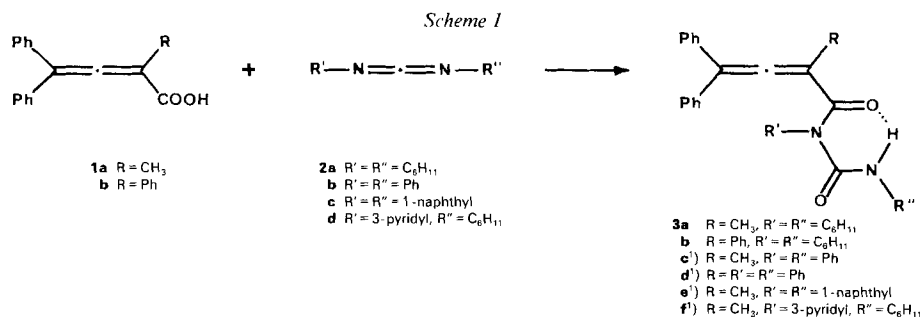 Scheme 1
Ph
Ph
R
COOH
+
R'—N
N—R''
Ph
Ph
R
O
R'—N
H
N
O
R''
1a R = CH₃
b R = Ph
2a R' = R'' = C₆H₁₁
b R' = R'' = Ph
c R' = R'' = 1-naphthyl
d R' = 3-pyridyl, R'' = C₆H₁₁
3a R = CH₃, R' = R'' = C₆H₁₁
b R = Ph, R' = R'' = C₆H₁₁
c¹) R = CH₃, R' = R'' = Ph
d¹) R = R' = R'' = Ph
e¹) R = CH₃, R' = R'' = 1-naphthyl
f¹) R = CH₃, R' = 3-pyridyl, R'' = C₆H₁₁